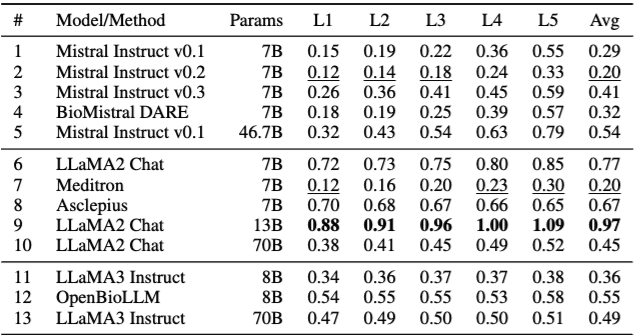 # Model/Method Params L1 L2 L3 L4 L5 Avg
1 Mistral Instruct v0.1 7B 0.15 0.19 0.22 0.36 0.55 0.29
2 Mistral Instruct v0.2 7B 0.12 0.14 0.18 0.24 0.33 0.20
3 Mistral Instruct v0.3 7B 0.26 0.36 0.41 0.45 0.59 0.41
4 BioMistral DARE 7B 0.18 0.19 0.25 0.39 0.57 0.32
5 Mistral Instruct v0.1 46.7B 0.32 0.43 0.54 0.63 0.79 0.54
6 LLaMA2 Chat 7B 0.72 0.73 0.75 0.80 0.85 0.77
7 Meditron 7B 0.12 0.16 0.20 0.23 0.30 0.20
8 Asclepius 7B 0.70 0.68 0.67 0.66 0.65 0.67
9 LLaMA2 Chat 13B 0.88 0.91 0.96 1.00 1.09 0.97
10 LLaMA2 Chat 70B 0.38 0.41 0.45 0.49 0.52 0.45
11 LLaMA3 Instruct 8B 0.34 0.36 0.37 0.37 0.38 0.36
12 OpenBioLLM 8B 0.54 0.55 0.55 0.53 0.58 0.55
13 LLaMA3 Instruct 70B 0.47 0.49 0.50 0.50 0.51 0.49